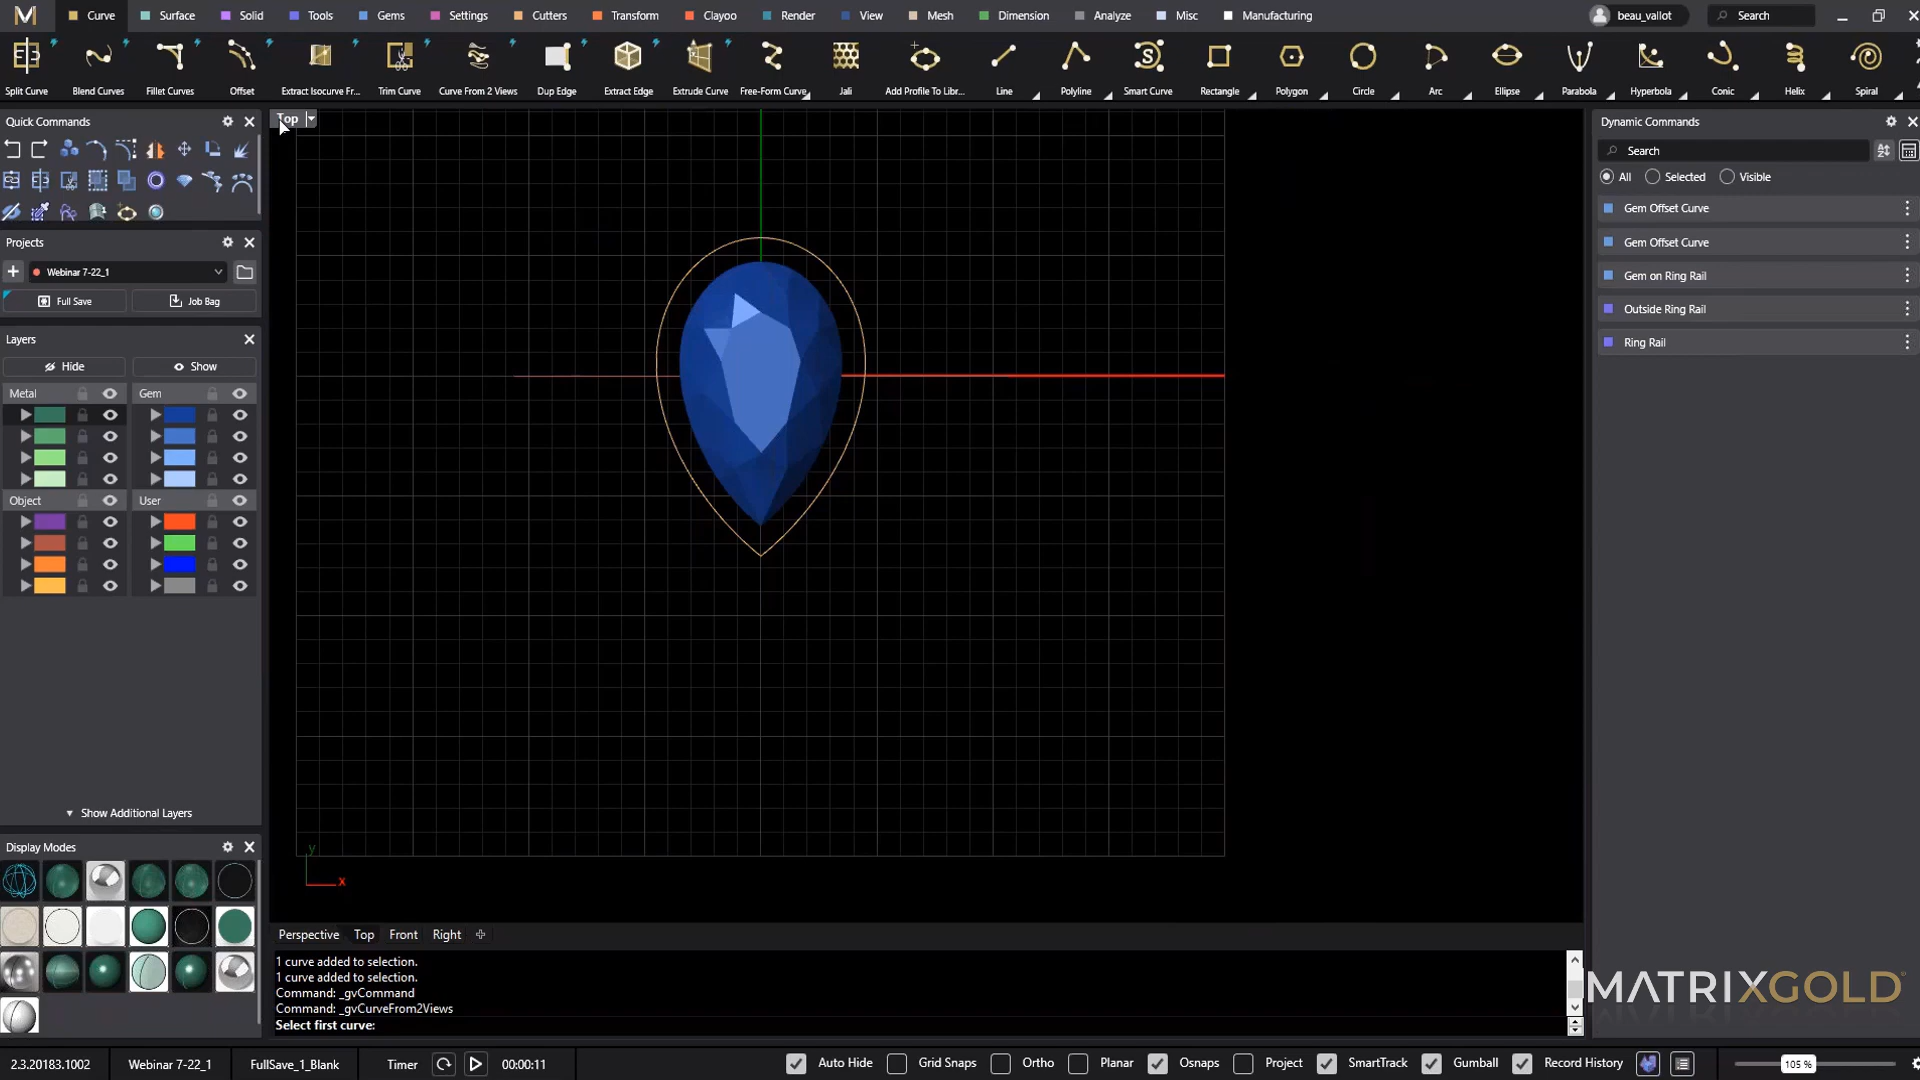 Curve Surface Solid Tools Gems Settings Cutters Transform Clayoo Render View Mesh Dimension Analyze Misc Manufacturing beau_vallot Search
Split Curve Blend Curves Fillet Curves Offset Extract Isocurve Fr... Trim Curve Curve From 2 Views Dup Edge Extract Edge Extrude Curve Free-Form Curve Jali Add Profile To Libr... Line Polyline Smart Curve Rectangle Polygon Circle Arc Ellipse Parabola Hyperbola Conic Helix Spiral
Quick Commands
Projects
Webinar 7-22_1
Full Save Job Bag
Layers
Hide Show
Metal Gem
Object User
Show Additional Layers
Display Modes
Top
y
x
Perspective Top Front Right
1 curve added to selection.
1 curve added to selection.
Command: _gvCommand
Command: _gvCurveFrom2Views
Select first curve:
Dynamic Commands
Search
All Selected Visible
Gem Offset Curve
Gem Offset Curve
Gem on Ring Rail
Outside Ring Rail
Ring Rail
MATRIXGOLD
2.3.20183.1002 Webinar 7-22_1 FullSave_1_Blank Timer 00:00:11 Auto Hide Grid Snaps Ortho Planar Osnaps Project SmartTrack Gumball Record History 105 %